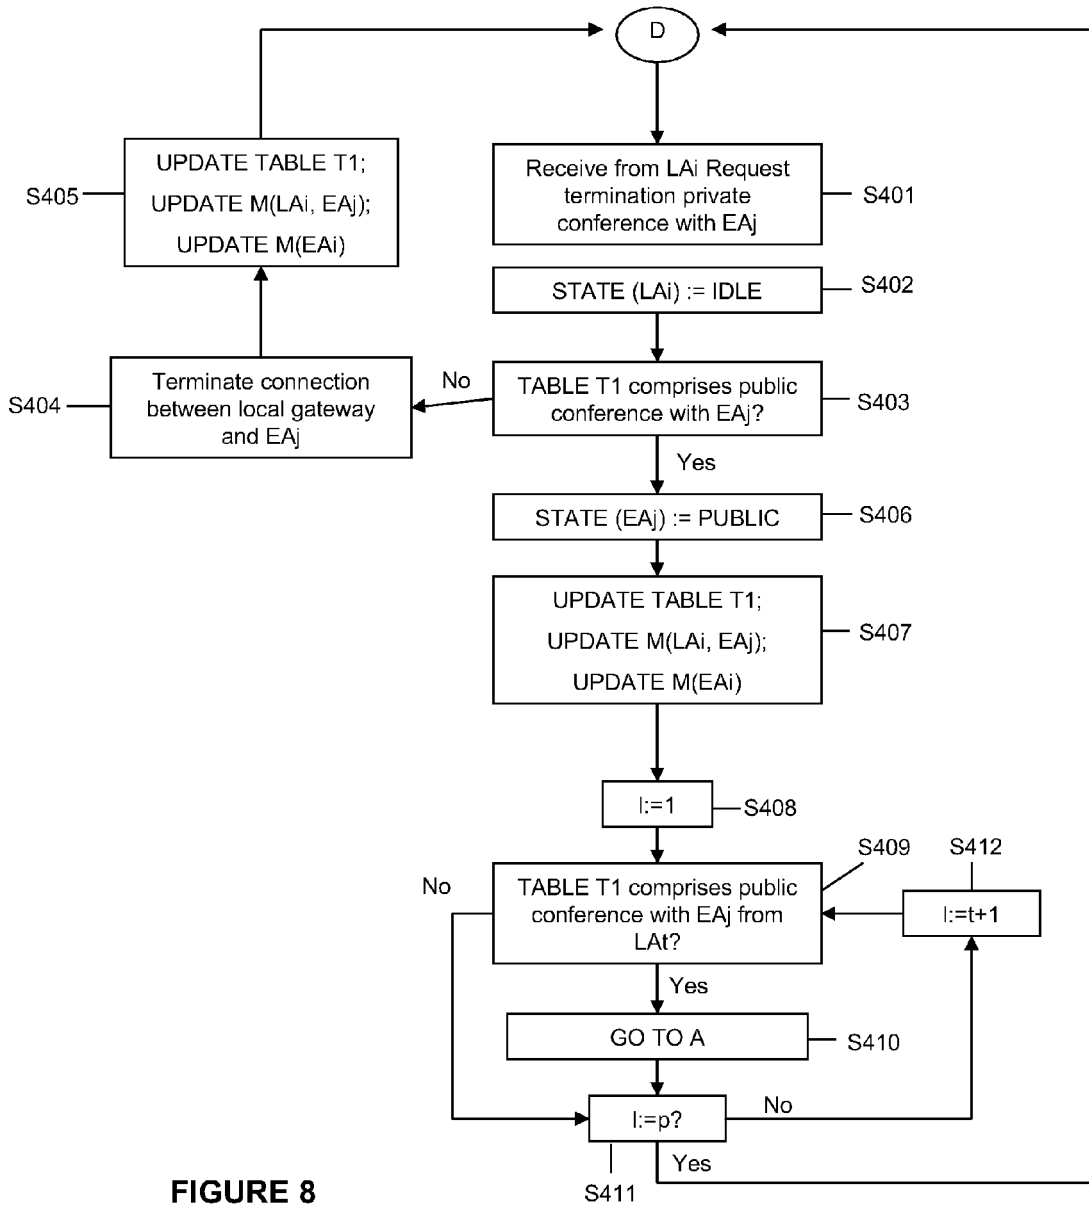 D
Receive from LAi Request
termination private
conference with EAj
S401
STATE (LAi) := IDLE
S402
TABLE T1 comprises public
conference with EAj?
S403
No
Yes
Terminate connection
between local gateway
and EAj
S404
UPDATE TABLE T1;
UPDATE M(LAi, EAj);
UPDATE M(EAi)
S405
STATE (EAj) := PUBLIC
S406
UPDATE TABLE T1;
UPDATE M(LAi, EAj);
UPDATE M(EAi)
S407
I:=1
S408
TABLE T1 comprises public
conference with EAj from
LAt?
S409
No
Yes
GO TO A
S410
I:=p?
S411
No
Yes
I:=t+1
S412
FIGURE 8